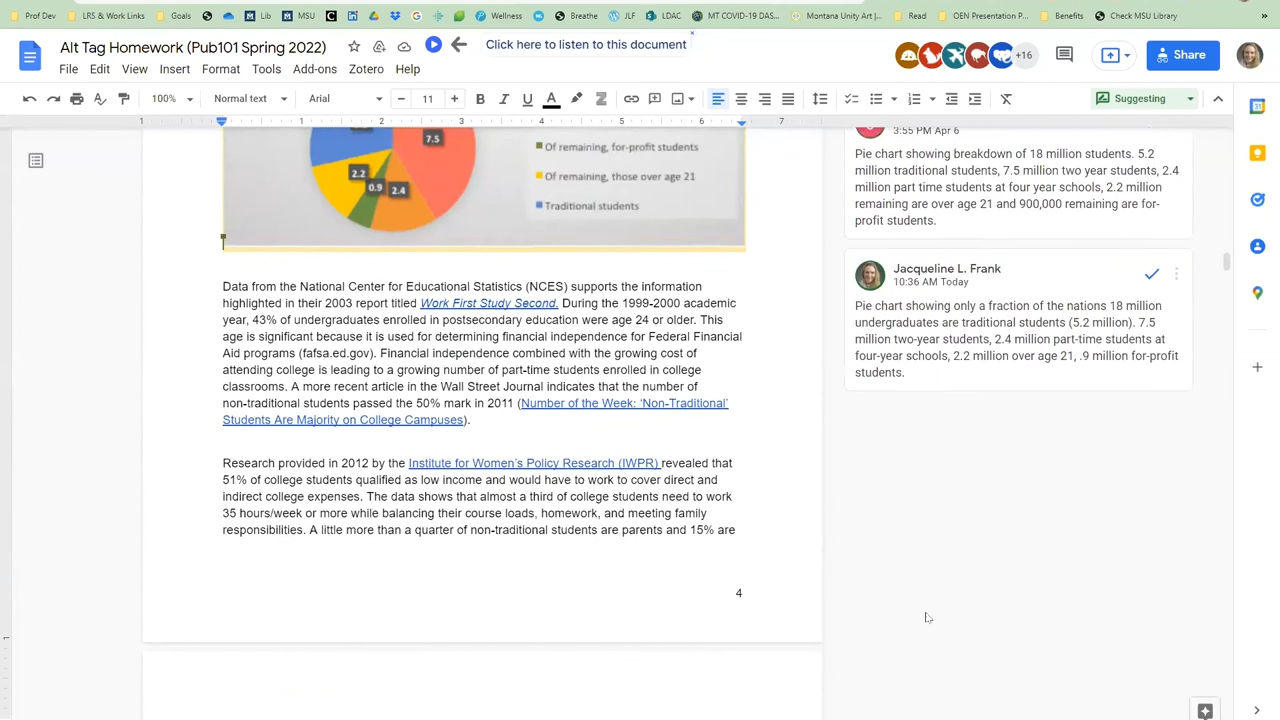 Prof Dev LRS & Work Links Goals Lib MSU LinkedIn Wellness Breathe JLF LDAC MT COVID-19 DAS... Montana Unity Art |... Read OEN Presentation P... Benefits Check MSU Library »
Alt Tag Homework (Pub101 Spring 2022)
Click here to listen to this document
+16
Share
File Edit View Insert Format Tools Add-ons Zotero Help
100% Normal text Arial 11 B I U A Suggesting
1 1 2 3 4 5 6 7
7.5
2.2
0.9
2.4
Of remaining, for-profit students
Of remaining, those over age 21
Traditional students
Data from the National Center for Educational Statistics (NCES) supports the information
highlighted in their 2003 report titled Work First Study Second. During the 1999-2000 academic
year, 43% of undergraduates enrolled in postsecondary education were age 24 or older. This
age is significant because it is used for determining financial independence for Federal Financial
Aid programs (fafsa.ed.gov). Financial independence combined with the growing cost of
attending college is leading to a growing number of part-time students enrolled in college
classrooms. A more recent article in the Wall Street Journal indicates that the number of
non-traditional students passed the 50% mark in 2011 (Number of the Week: ‘Non-Traditional’
Students Are Majority on College Campuses).
Research provided in 2012 by the Institute for Women’s Policy Research (IWPR) revealed that
51% of college students qualified as low income and would have to work to cover direct and
indirect college expenses. The data shows that almost a third of college students need to work
35 hours/week or more while balancing their course loads, homework, and meeting family
responsibilities. A little more than a quarter of non-traditional students are parents and 15% are
4
3:55 PM Apr 6
Pie chart showing breakdown of 18 million students. 5.2
million traditional students, 7.5 million two year students, 2.4
million part time students at four year schools, 2.2 million
remaining are over age 21 and 900,000 remaining are for-
profit students.
Jacqueline L. Frank
10:36 AM Today
Pie chart showing only a fraction of the nations 18 million
undergraduates are traditional students (5.2 million). 7.5
million two-year students, 2.4 million part-time students at
four-year schools, 2.2 million over age 21, .9 million for-profit
students.